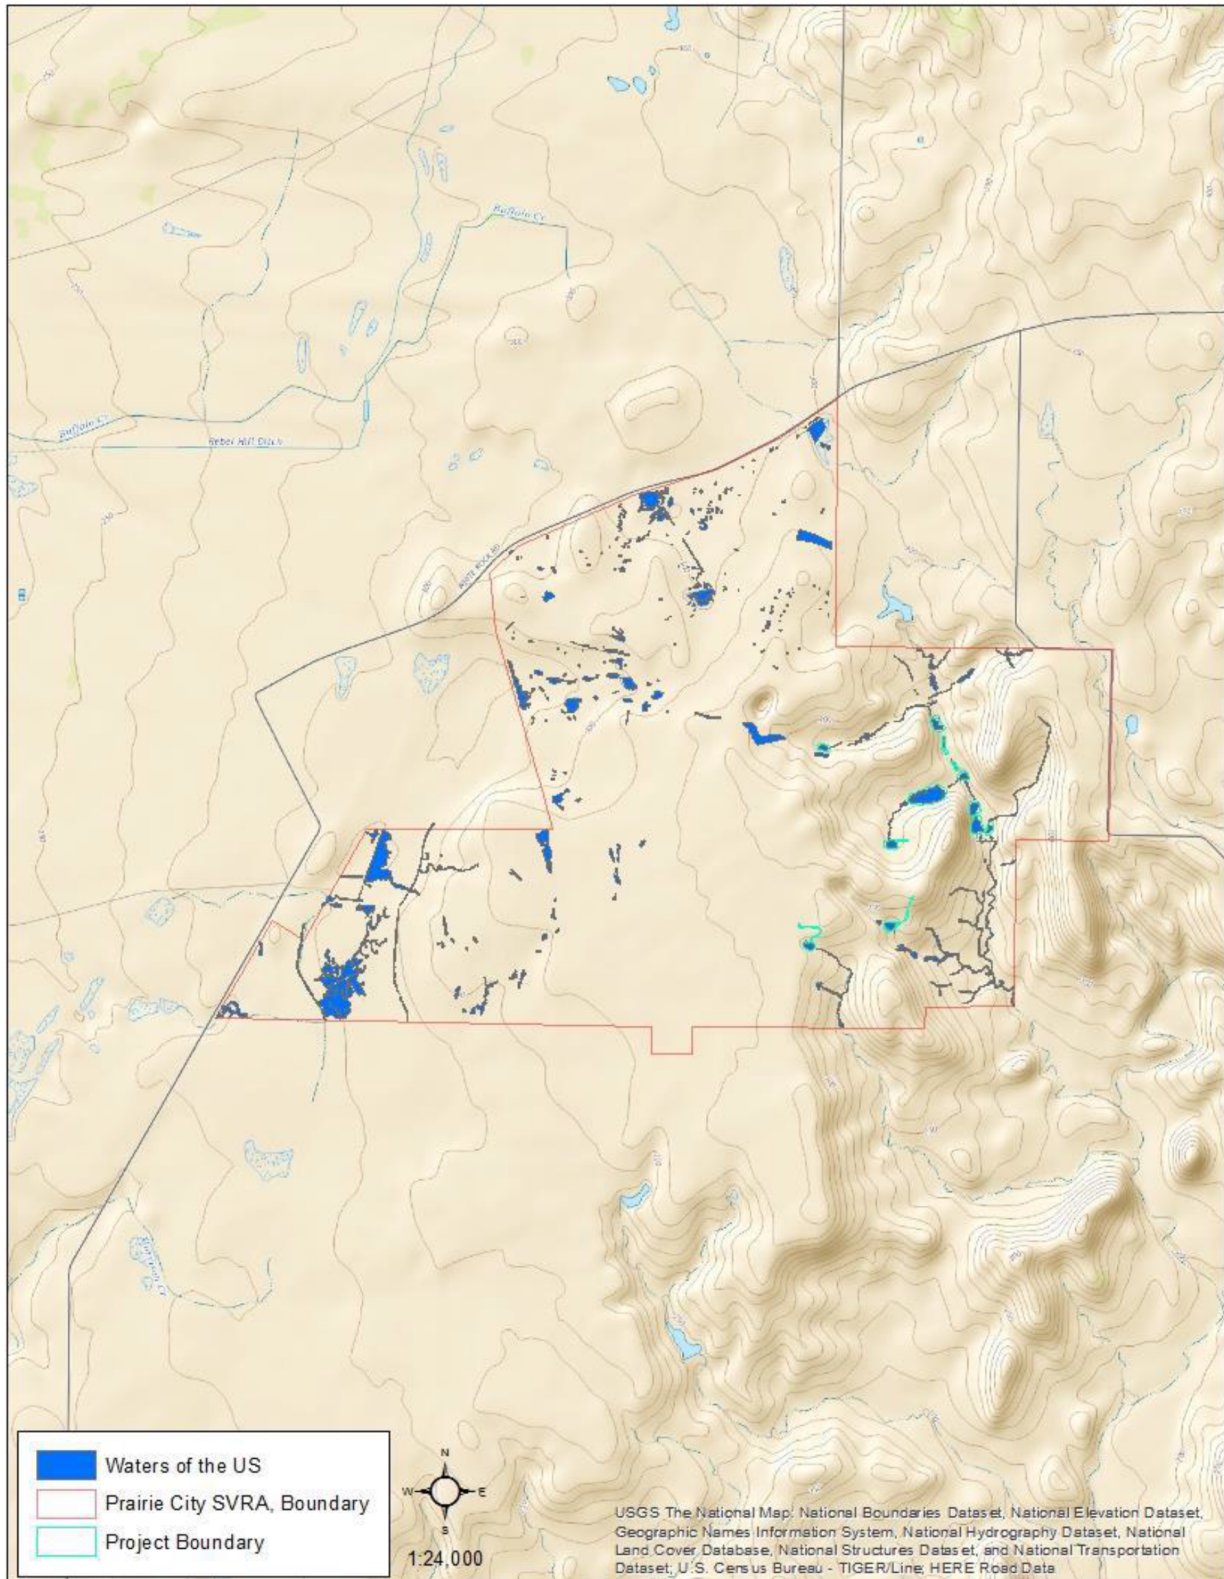 Buffalo Cr
Buffalo Cr
Rebel Hill Ditch
WHITE ROCK RD
Waters of the US
Prairie City SVRA, Boundary
Project Boundary
N
W
E
S
1:24,000
USGS The National Map: National Boundaries Dataset, National Elevation Dataset,
Geographic Names Information System, National Hydrography Dataset, National
Land Cover Database, National Structures Dataset, and National Transportation
Dataset; U.S. Census Bureau - TIGER/Line; HERE Road Data